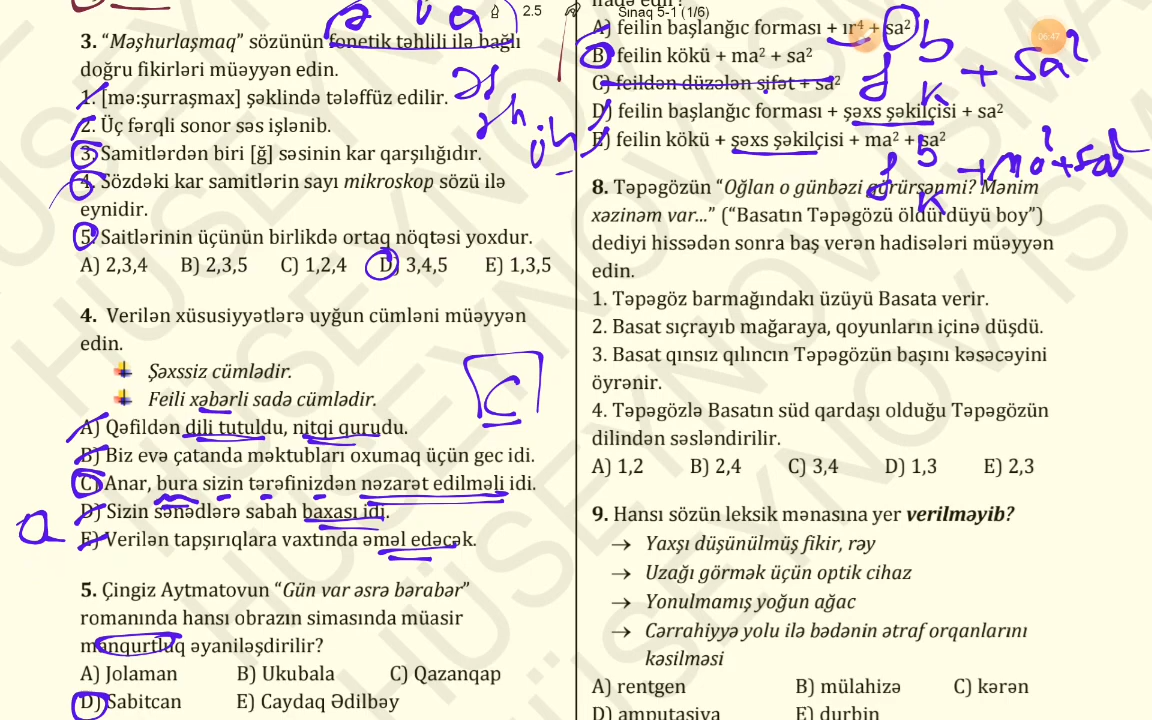 2.5
Sınaq 5-1 (1/6)
06:47
3. “Məşhurlaşmaq” sözünün fonetik təhlili ilə bağlı
doğru fikirləri müəyyən edin.
1. [mə:şurraşmax] şəklində tələffüz edilir.
2. Üç fərqli sonor səs işlənib.
3. Samitlərdən biri [ğ] səsinin kar qarşılığıdır.
4. Sözdəki kar samitlərin sayı mikroskop sözü ilə
eynidir.
5. Saitlərinin üçünün birlikdə ortaq nöqtəsi yoxdur.
A) 2,3,4 B) 2,3,5 C) 1,2,4 D) 3,4,5 E) 1,3,5
4. Verilən xüsusiyyətlərə uyğun cümləni müəyyən
edin.
Şəxssiz cümlədir.
Feili xəbərli sadə cümlədir.
C
A) Qəfildən dili tutuldu, nitqi qurudu.
B) Biz evə çatanda məktubları oxumaq üçün gec idi.
C) Anar, bura sizin tərəfinizdən nəzarət edilməli idi.
D) Sizin sənədlərə sabah baxası idi.
E) Verilən tapşırıqlara vaxtında əməl edəcək.
5. Çingiz Aytmatovun “Gün var əsrə bərabər”
romanında hansı obrazın simasında müasir
manqurtluq əyaniləşdirilir?
A) Jolaman B) Ukubala C) Qazanqap
D) Sabitcan E) Caydaq Ədilbəy
A) feilin başlanğıc forması + ır⁴ + sa²
B) feilin kökü + ma² + sa²
C) feildən düzələn sifət + sa²
D) feilin başlanğıc forması + şəxs şəkilçisi + sa²
E) feilin kökü + şəxs şəkilçisi + ma² + sa²
8. Təpəgözün “Oğlan o günbəzi görürsənmi? Mənim
xəzinəm var...” (“Basatın Təpəgözü öldürdüyü boy”)
dediyi hissədən sonra baş verən hadisələri müəyyən
edin.
1. Təpəgöz barmağındakı üzüyü Basata verir.
2. Basat sıçrayıb mağaraya, qoyunların içinə düşdü.
3. Basat qınsız qılıncın Təpəgözün başını kəsəcəyini
öyrənir.
4. Təpəgözlə Basatın süd qardaşı olduğu Təpəgözün
dilindən səsləndirilir.
A) 1,2 B) 2,4 C) 3,4 D) 1,3 E) 2,3
9. Hansı sözün leksik mənasına yer verilməyib?
→ Yaxşı düşünülmüş fikir, rəy
→ Uzağı görmək üçün optik cihaz
→ Yonulmamış yoğun ağac
→ Cərrahiyyə yolu ilə bədənin ətraf orqanlarını
kəsilməsi
A) rentgen B) mülahizə C) kərən
D) amputasiya E) durbin